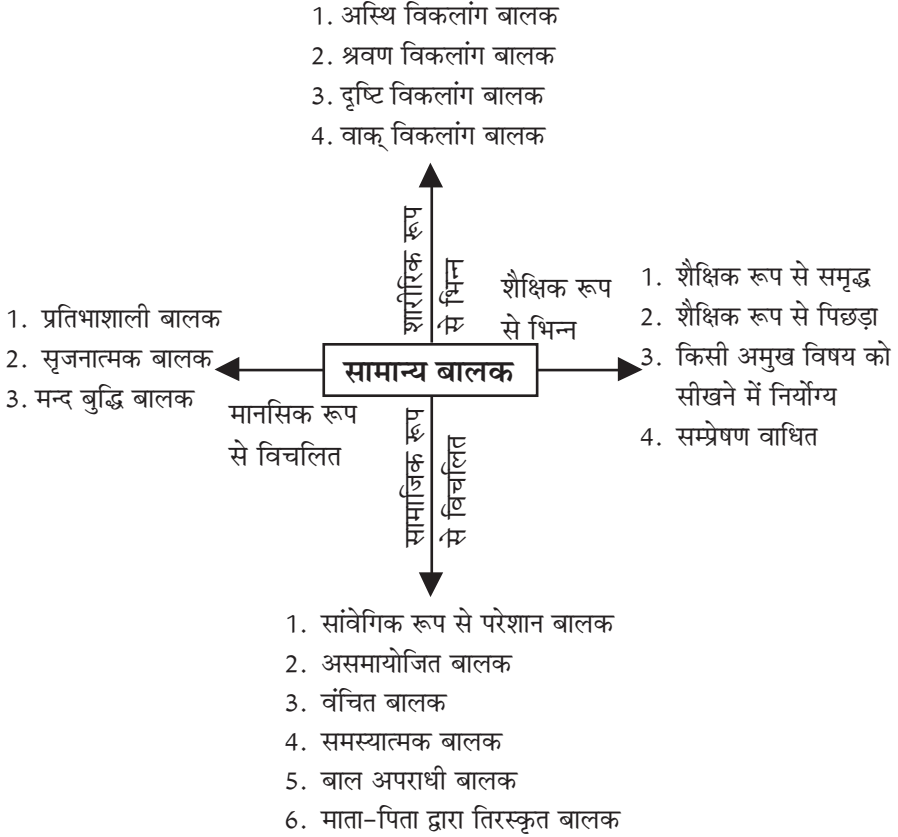 1. अस्थि विकलांग बालक
2. श्रवण विकलांग बालक
3. दृष्टि विकलांग बालक
4. वाक् विकलांग बालक
शारीरिक रूप
से भिन्न
शैक्षिक रूप
से भिन्न
1. शैक्षिक रूप से समृद्ध
2. शैक्षिक रूप से पिछड़ा
3. किसी अमुख विषय को
सीखने में निर्योग्य
4. सम्प्रेषण वाधित
1. प्रतिभाशाली बालक
2. सृजनात्मक बालक
3. मन्द बुद्धि बालक
सामान्य बालक
मानसिक रूप
से विचलित
सामाजिक रूप
से विचलित
1. सांवेगिक रूप से परेशान बालक
2. असमायोजित बालक
3. वंचित बालक
4. समस्यात्मक बालक
5. बाल अपराधी बालक
6. माता-पिता द्वारा तिरस्कृत बालक